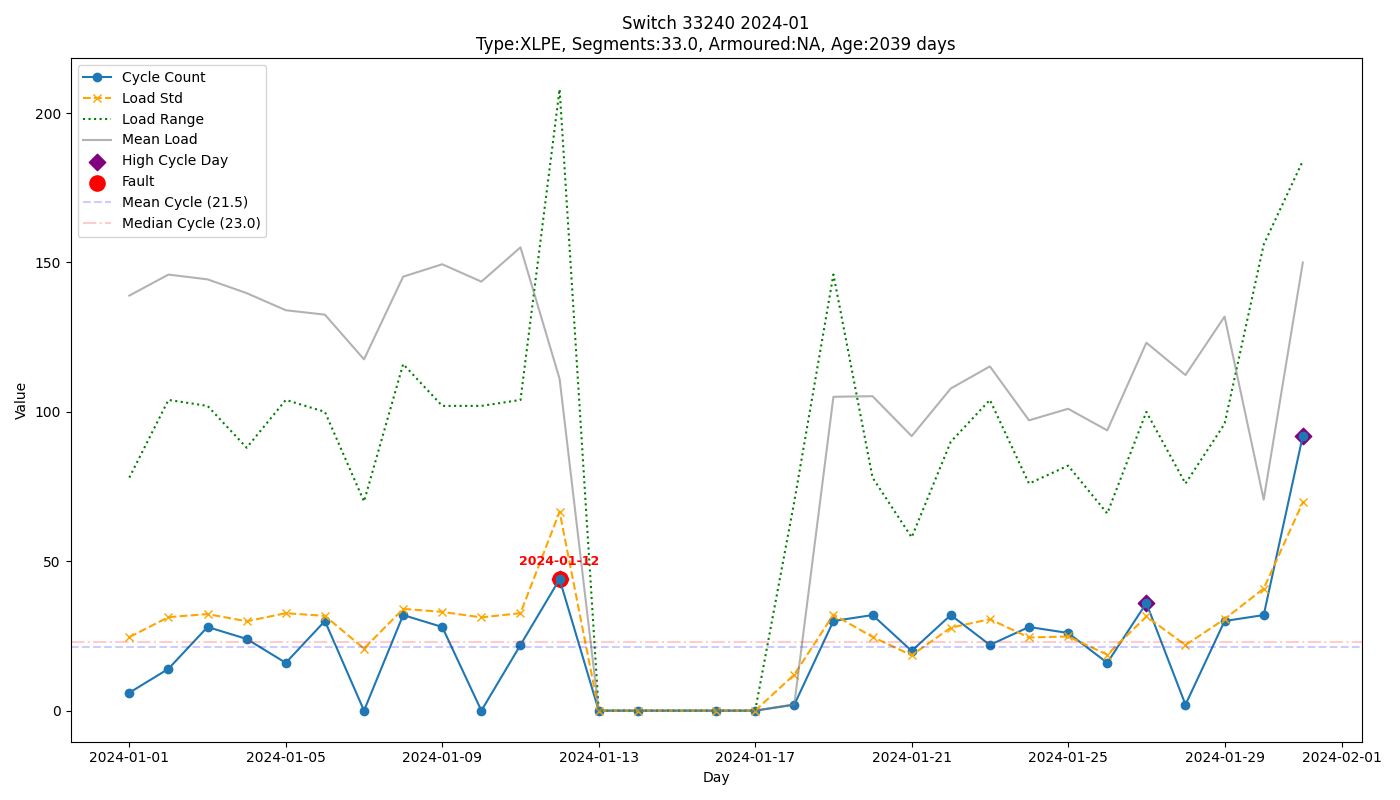 Switch 33240 2024-01
Type:XLPE, Segments:33.0, Armoured:NA, Age:2039 days
Cycle Count
Load Std
Load Range
Mean Load
High Cycle Day
Fault
Mean Cycle (21.5)
Median Cycle (23.0)
Value
200
150
100
50
0
2024-01-12
2024-01-01
2024-01-05
2024-01-09
2024-01-13
2024-01-17
2024-01-21
2024-01-25
2024-01-29
2024-02-01
Day